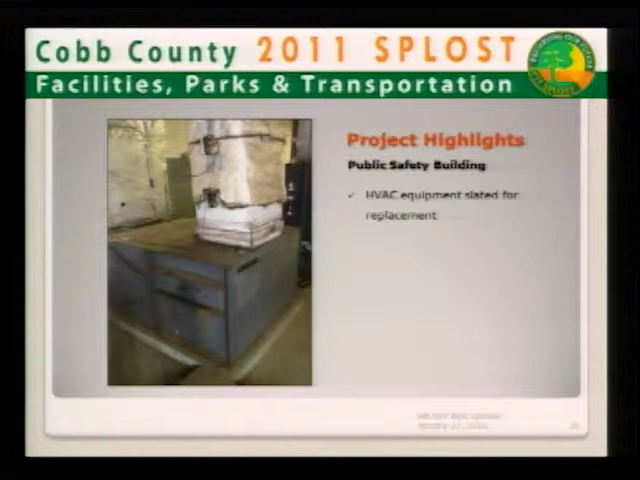 Cobb County 2011 SPLOST
Facilities, Parks & Transportation
Project Highlights
Public Safety Building
✓ HVAC equipment slated for
replacement